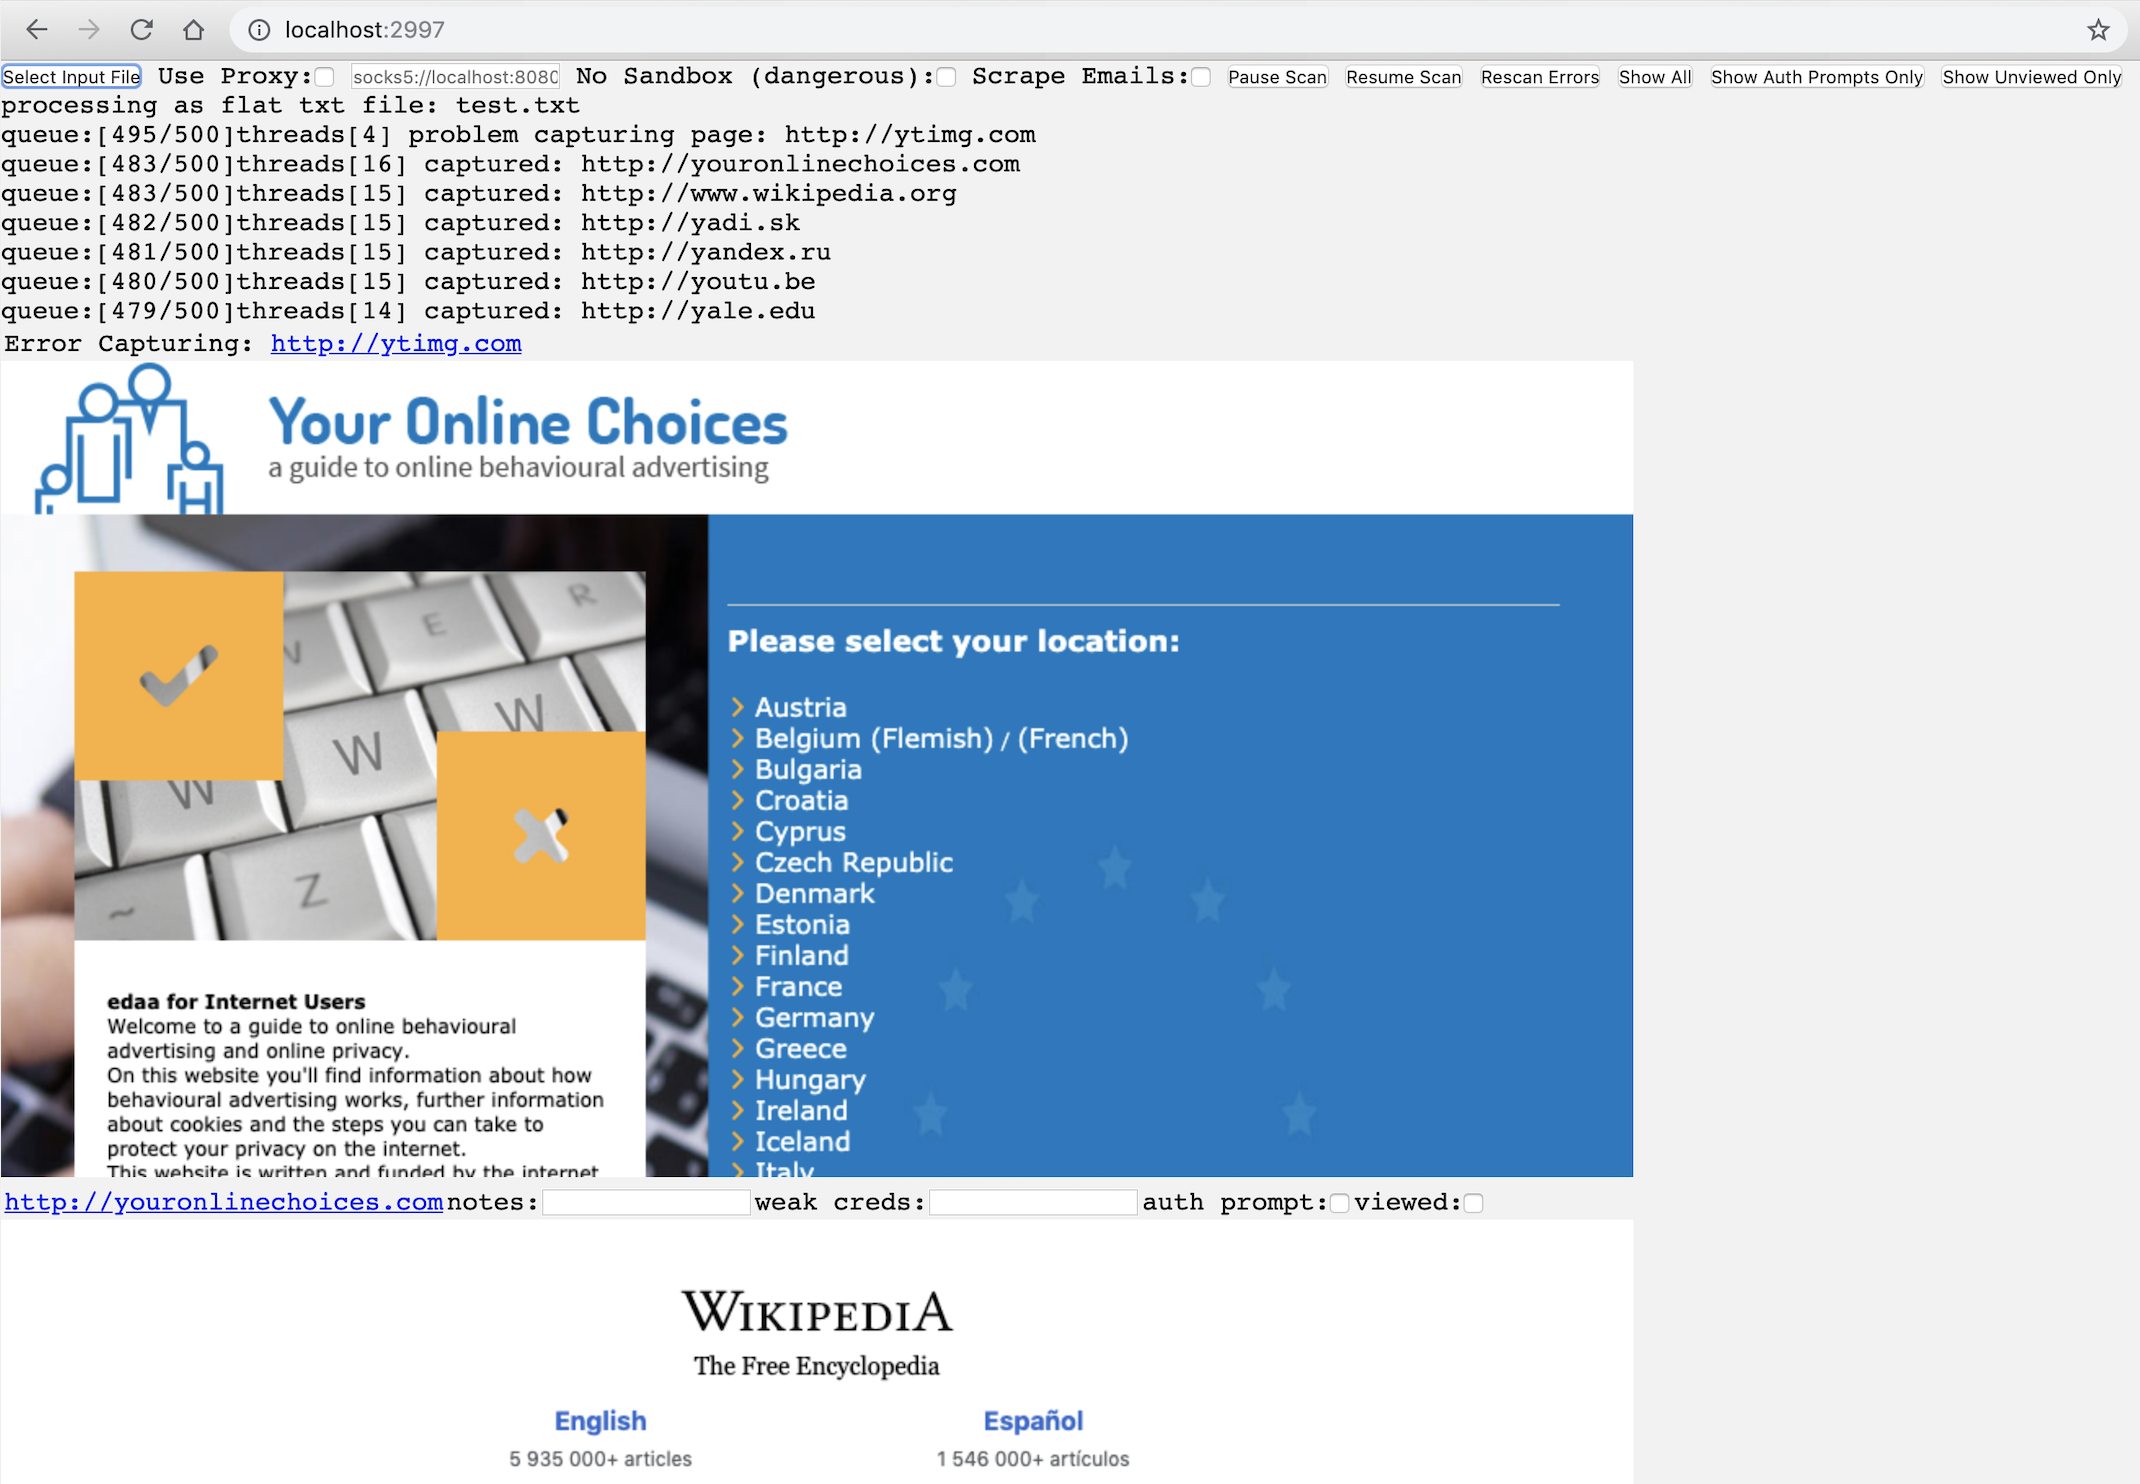 localhost:2997
Select Input File Use Proxy: socks5://localhost:8080 No Sandbox (dangerous): Scrape Emails: Pause Scan Resume Scan Rescan Errors Show All Show Auth Prompts Only Show Unviewed Only
processing as flat txt file: test.txt
queue:[495/500]threads[4] problem capturing page: http://ytimg.com
queue:[483/500]threads[16] captured: http://youronlinechoices.com
queue:[483/500]threads[15] captured: http://www.wikipedia.org
queue:[482/500]threads[15] captured: http://yadi.sk
queue:[481/500]threads[15] captured: http://yandex.ru
queue:[480/500]threads[15] captured: http://youtu.be
queue:[479/500]threads[14] captured: http://yale.edu
Error Capturing: http://ytimg.com
Your Online Choices
a guide to online behavioural advertising
V E R
W W W
~ Z
edaa for Internet Users
Welcome to a guide to online behavioural
advertising and online privacy.
On this website you'll find information about how
behavioural advertising works, further information
about cookies and the steps you can take to
protect your privacy on the internet.
This website is written and funded by the internet
Please select your location:
Austria
Belgium (Flemish) / (French)
Bulgaria
Croatia
Cyprus
Czech Republic
Denmark
Estonia
Finland
France
Germany
Greece
Hungary
Ireland
Iceland
Italy
http://youronlinechoices.com notes: weak creds: auth prompt: viewed:
WIKIPEDIA
The Free Encyclopedia
English Español
5 935 000+ articles 1 546 000+ artículos